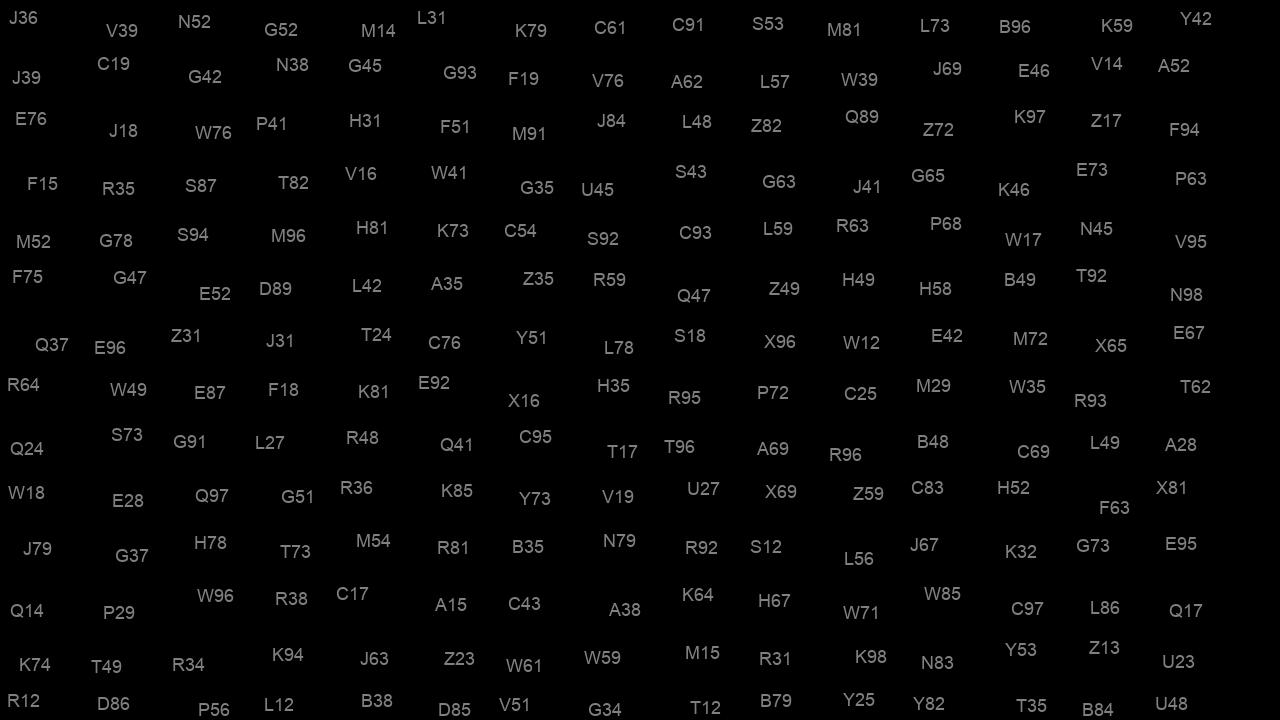 J36 V39 N52 G52 M14 L31 K79 C61 C91 S53 M81 L73 B96 K59 Y42
J39 C19 G42 N38 G45 G93 F19 V76 A62 L57 W39 J69 E46 V14 A52
E76 J18 W76 P41 H31 F51 M91 J84 L48 Z82 Q89 Z72 K97 Z17 F94
F15 R35 S87 T82 V16 W41 G35 U45 S43 G63 J41 G65 K46 E73 P63
M52 G78 S94 M96 H81 K73 C54 S92 C93 L59 R63 P68 W17 N45 V95
F75 G47 E52 D89 L42 A35 Z35 R59 Q47 Z49 H49 H58 B49 T92 N98
Q37 E96 Z31 J31 T24 C76 Y51 L78 S18 X96 W12 E42 M72 X65 E67
R64 W49 E87 F18 K81 E92 X16 H35 R95 P72 C25 M29 W35 R93 T62
Q24 S73 G91 L27 R48 Q41 C95 T17 T96 A69 R96 B48 C69 L49 A28
W18 E28 Q97 G51 R36 K85 Y73 V19 U27 X69 Z59 C83 H52 F63 X81
J79 G37 H78 T73 M54 R81 B35 N79 R92 S12 L56 J67 K32 G73 E95
Q14 P29 W96 R38 C17 A15 C43 A38 K64 H67 W71 W85 C97 L86 Q17
K74 T49 R34 K94 J63 Z23 W61 W59 M15 R31 K98 N83 Y53 Z13 U23
R12 D86 P56 L12 B38 D85 V51 G34 T12 B79 Y25 Y82 T35 B84 U48